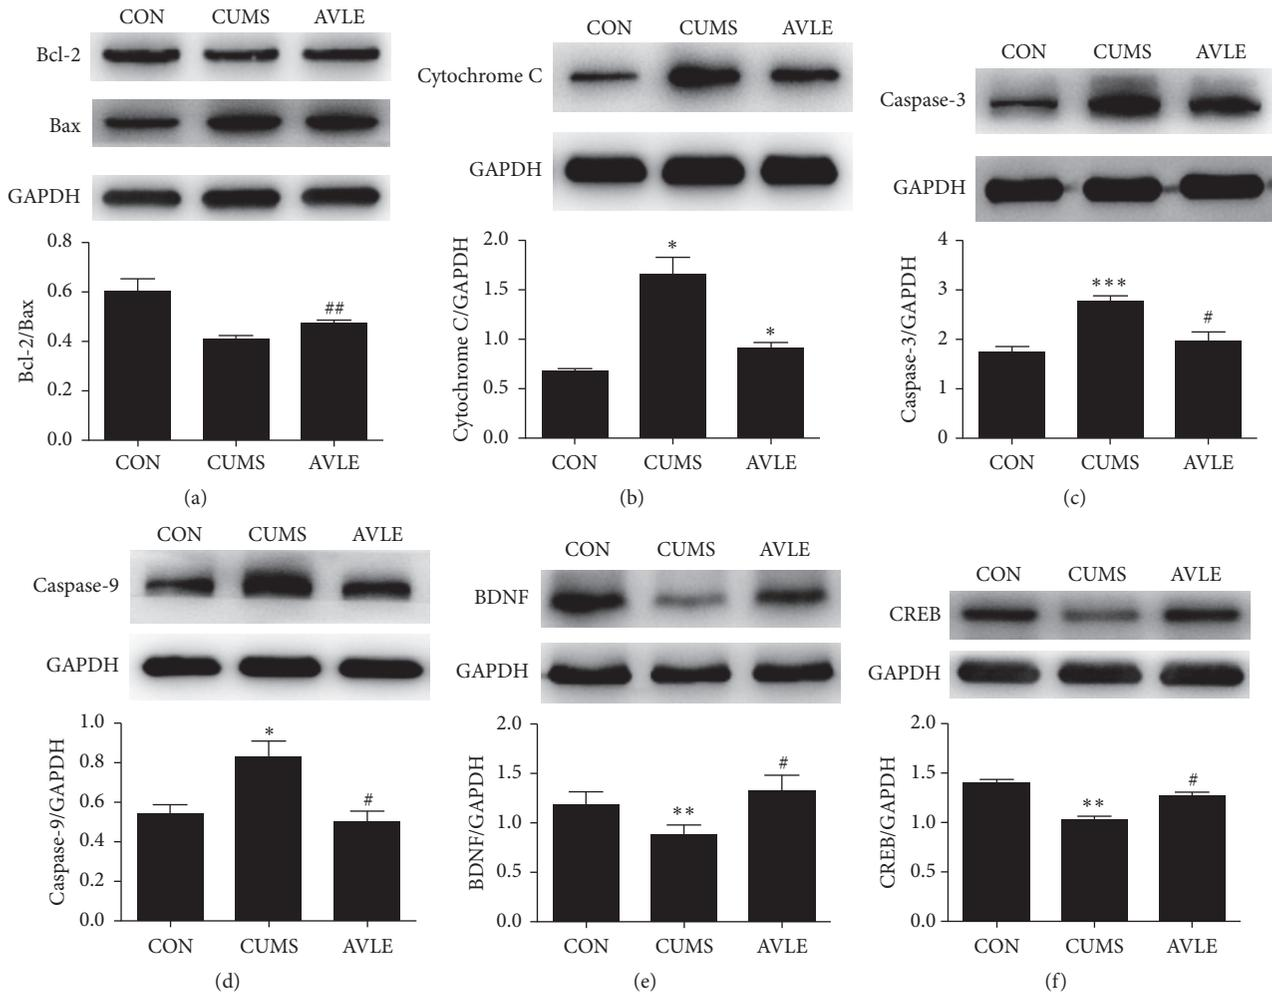 CON CUMS AVLE
Bcl-2
Bax
GAPDH
0.8
0.6
0.4
0.2
0.0
Bcl-2/Bax
##
CON CUMS AVLE
(a)
CON CUMS AVLE
Cytochrome C
GAPDH
2.0
1.5
1.0
0.5
0.0
Cytochrome C/GAPDH
*
*
CON CUMS AVLE
(b)
CON CUMS AVLE
Caspase-3
GAPDH
4
3
2
1
0
Caspase-3/GAPDH
***
#
CON CUMS AVLE
(c)
CON CUMS AVLE
Caspase-9
GAPDH
1.0
0.8
0.6
0.4
0.2
0.0
Caspase-9/GAPDH
*
#
CON CUMS AVLE
(d)
CON CUMS AVLE
BDNF
GAPDH
2.0
1.5
1.0
0.5
0.0
BDNF/GAPDH
**
#
CON CUMS AVLE
(e)
CON CUMS AVLE
CREB
GAPDH
2.0
1.5
1.0
0.5
0.0
CREB/GAPDH
**
#
CON CUMS AVLE
(f)